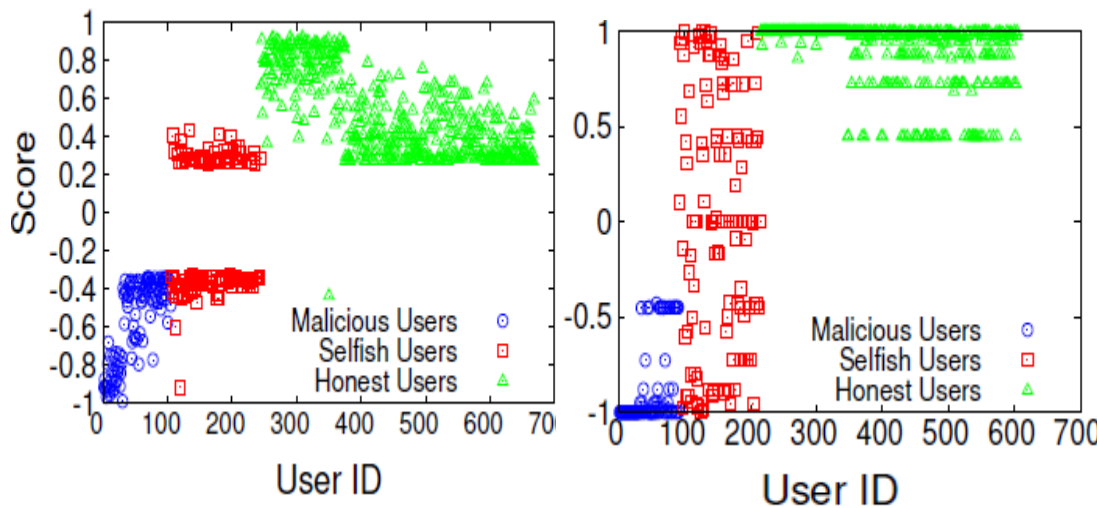 1
0.8
0.6
0.4
0.2
0
-0.2
-0.4
-0.6
-0.8
-1
Score
0 100 200 300 400 500 600 700
User ID
Malicious Users
Selfish Users
Honest Users
1
0.5
0
-0.5
-1
0 100 200 300 400 500 600 700
User ID
Malicious Users
Selfish Users
Honest Users